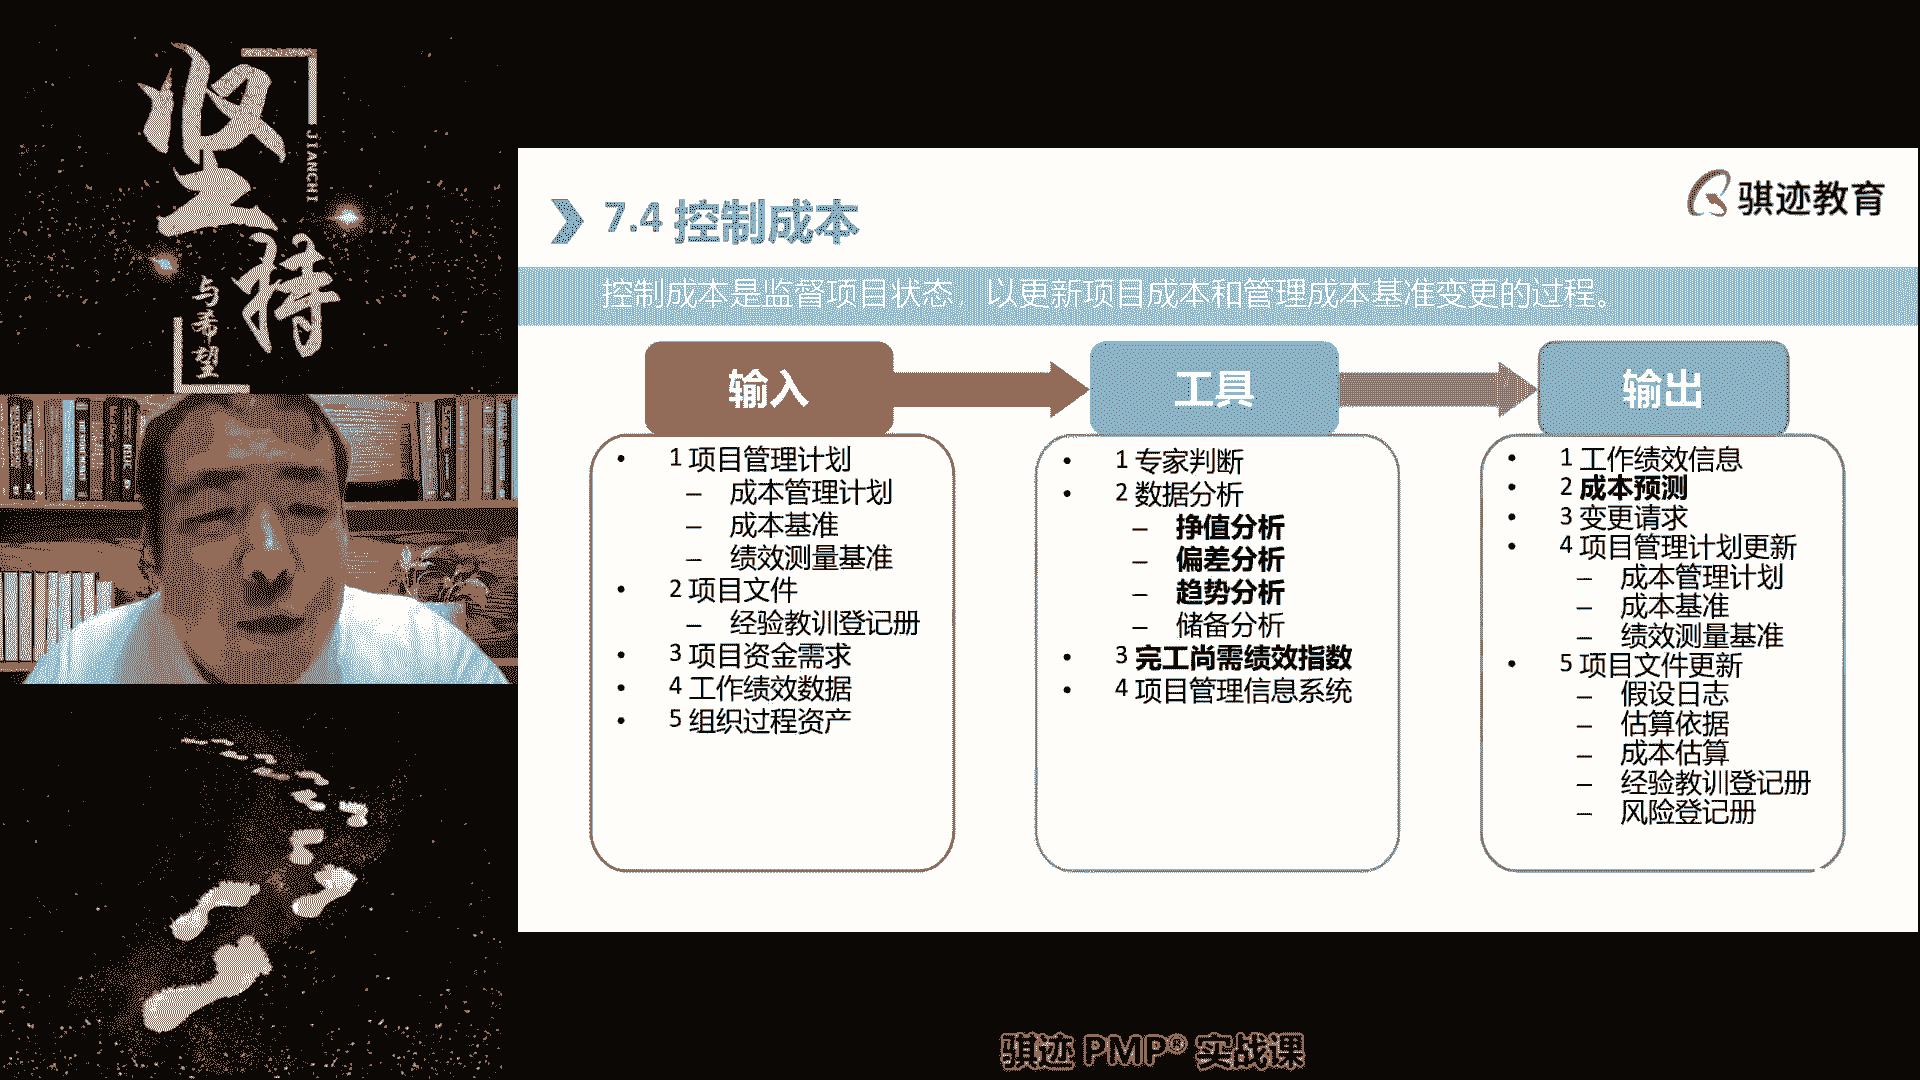 坚持
JIANCHI
与希望
7.4 控制成本
骐迹教育
控制成本是监督项目状态，以更新项目成本和管理成本基准变更的过程。
输入
• 1 项目管理计划
– 成本管理计划
– 成本基准
– 绩效测量基准
• 2 项目文件
– 经验教训登记册
• 3 项目资金需求
• 4 工作绩效数据
• 5 组织过程资产
工具
• 1 专家判断
• 2 数据分析
– 挣值分析
– 偏差分析
– 趋势分析
– 储备分析
• 3 完工尚需绩效指数
• 4 项目管理信息系统
输出
• 1 工作绩效信息
• 2 成本预测
• 3 变更请求
• 4 项目管理计划更新
– 成本管理计划
– 成本基准
– 绩效测量基准
• 5 项目文件更新
– 假设日志
– 估算依据
– 成本估算
– 经验教训登记册
– 风险登记册
骐迹 PMP® 实战课